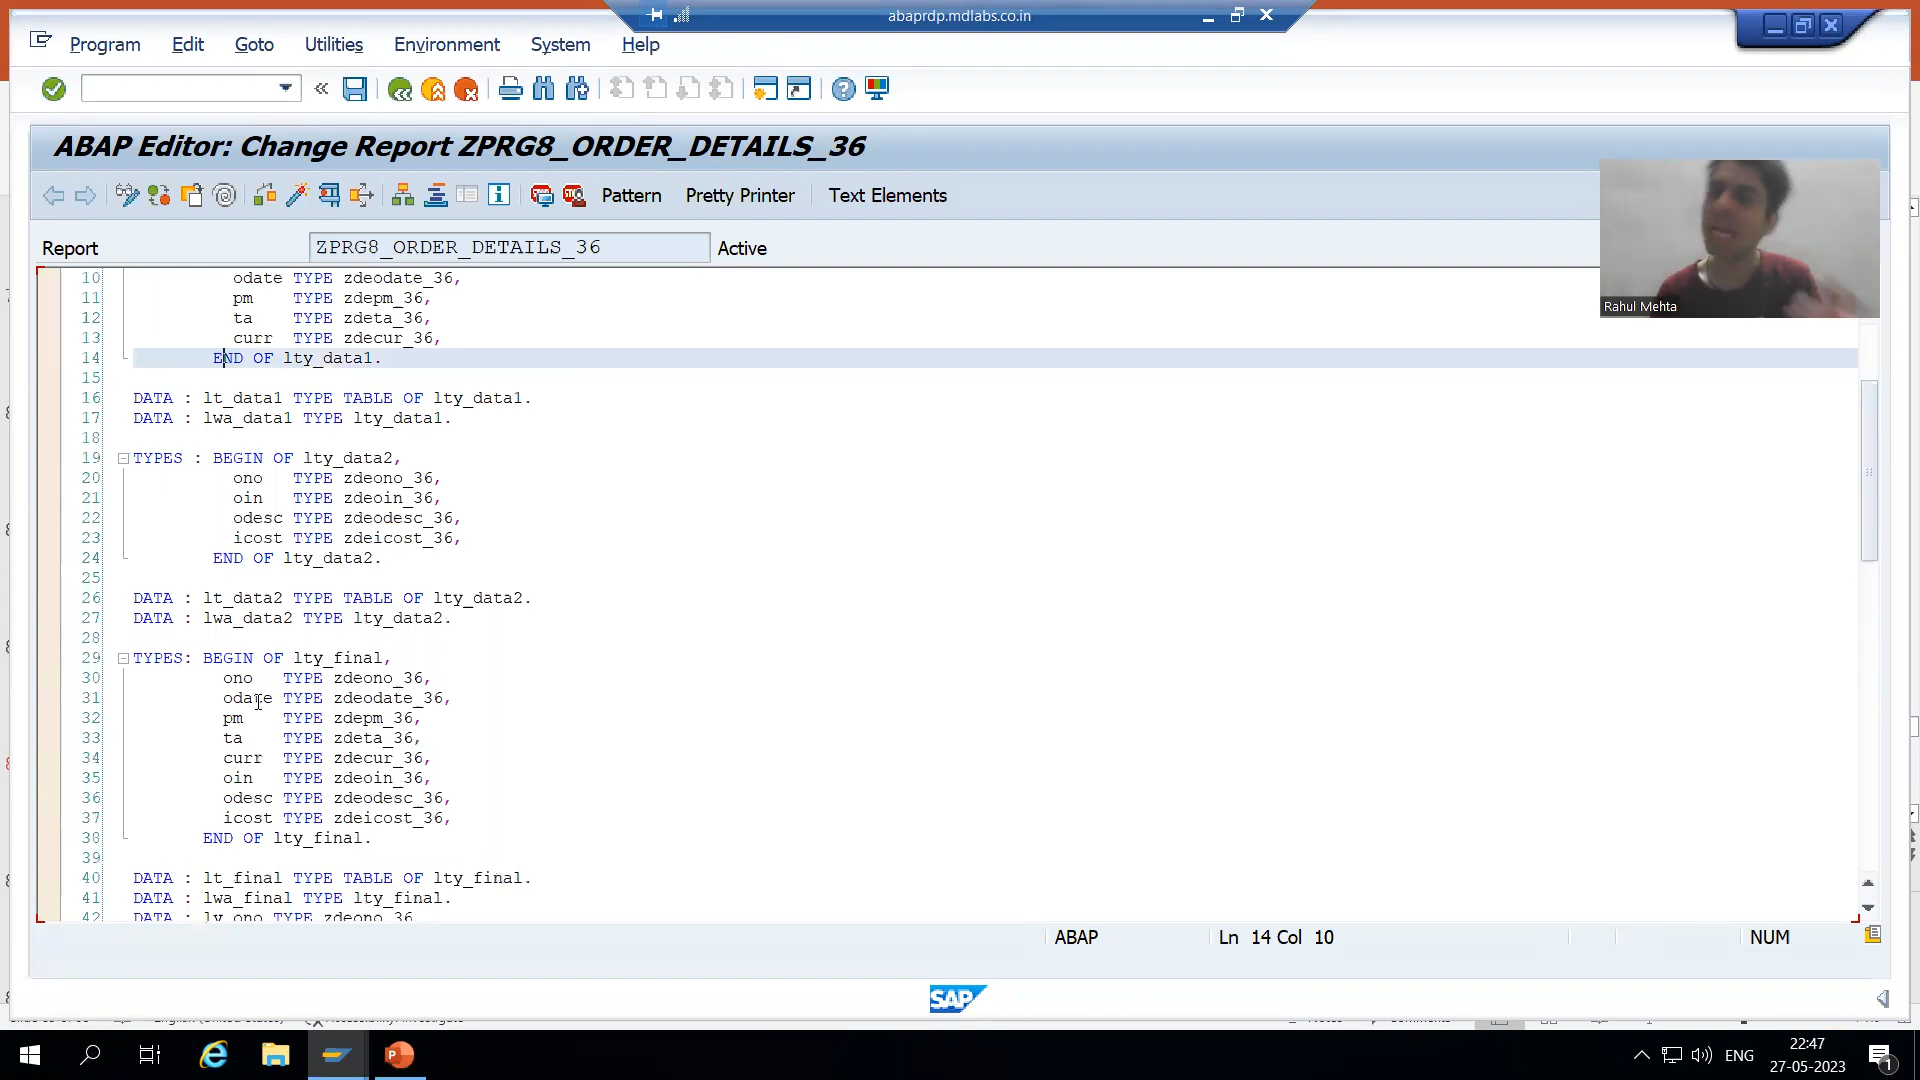 abaprdp.mdlabs.co.in
Program Edit Goto Utilities Environment System Help
ABAP Editor: Change Report ZPRG8_ORDER_DETAILS_36
Pattern Pretty Printer Text Elements
Report ZPRG8_ORDER_DETAILS_36 Active
Rahul Mehta
10 odate TYPE zdeodate_36,
11 pm TYPE zdepm_36,
12 ta TYPE zdeta_36,
13 curr TYPE zdecur_36,
14 END OF lty_data1.
15
16 DATA : lt_data1 TYPE TABLE OF lty_data1.
17 DATA : lwa_data1 TYPE lty_data1.
18
19 TYPES : BEGIN OF lty_data2,
20 ono TYPE zdeono_36,
21 oin TYPE zdeoin_36,
22 odesc TYPE zdeodesc_36,
23 icost TYPE zdeicost_36,
24 END OF lty_data2.
25
26 DATA : lt_data2 TYPE TABLE OF lty_data2.
27 DATA : lwa_data2 TYPE lty_data2.
28
29 TYPES: BEGIN OF lty_final,
30 ono TYPE zdeono_36,
31 odate TYPE zdeodate_36,
32 pm TYPE zdepm_36,
33 ta TYPE zdeta_36,
34 curr TYPE zdecur_36,
35 oin TYPE zdeoin_36,
36 odesc TYPE zdeodesc_36,
37 icost TYPE zdeicost_36,
38 END OF lty_final.
39
40 DATA : lt_final TYPE TABLE OF lty_final.
41 DATA : lwa_final TYPE lty_final.
42 DATA : lv_ono TYPE zdeono_36
ABAP Ln 14 Col 10 NUM
SAP
ENG
22:47
27-05-2023
1